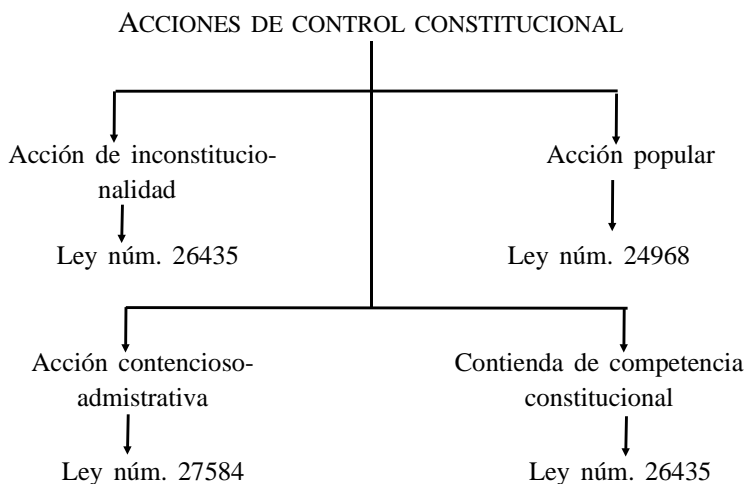 ACCIONES DE CONTROL CONSTITUCIONAL
Acción de inconstitucio-
nalidad
Acción popular
Ley núm. 26435
Ley núm. 24968
Acción contencioso-
admistrativa
Contienda de competencia
constitucional
Ley núm. 27584
Ley núm. 26435